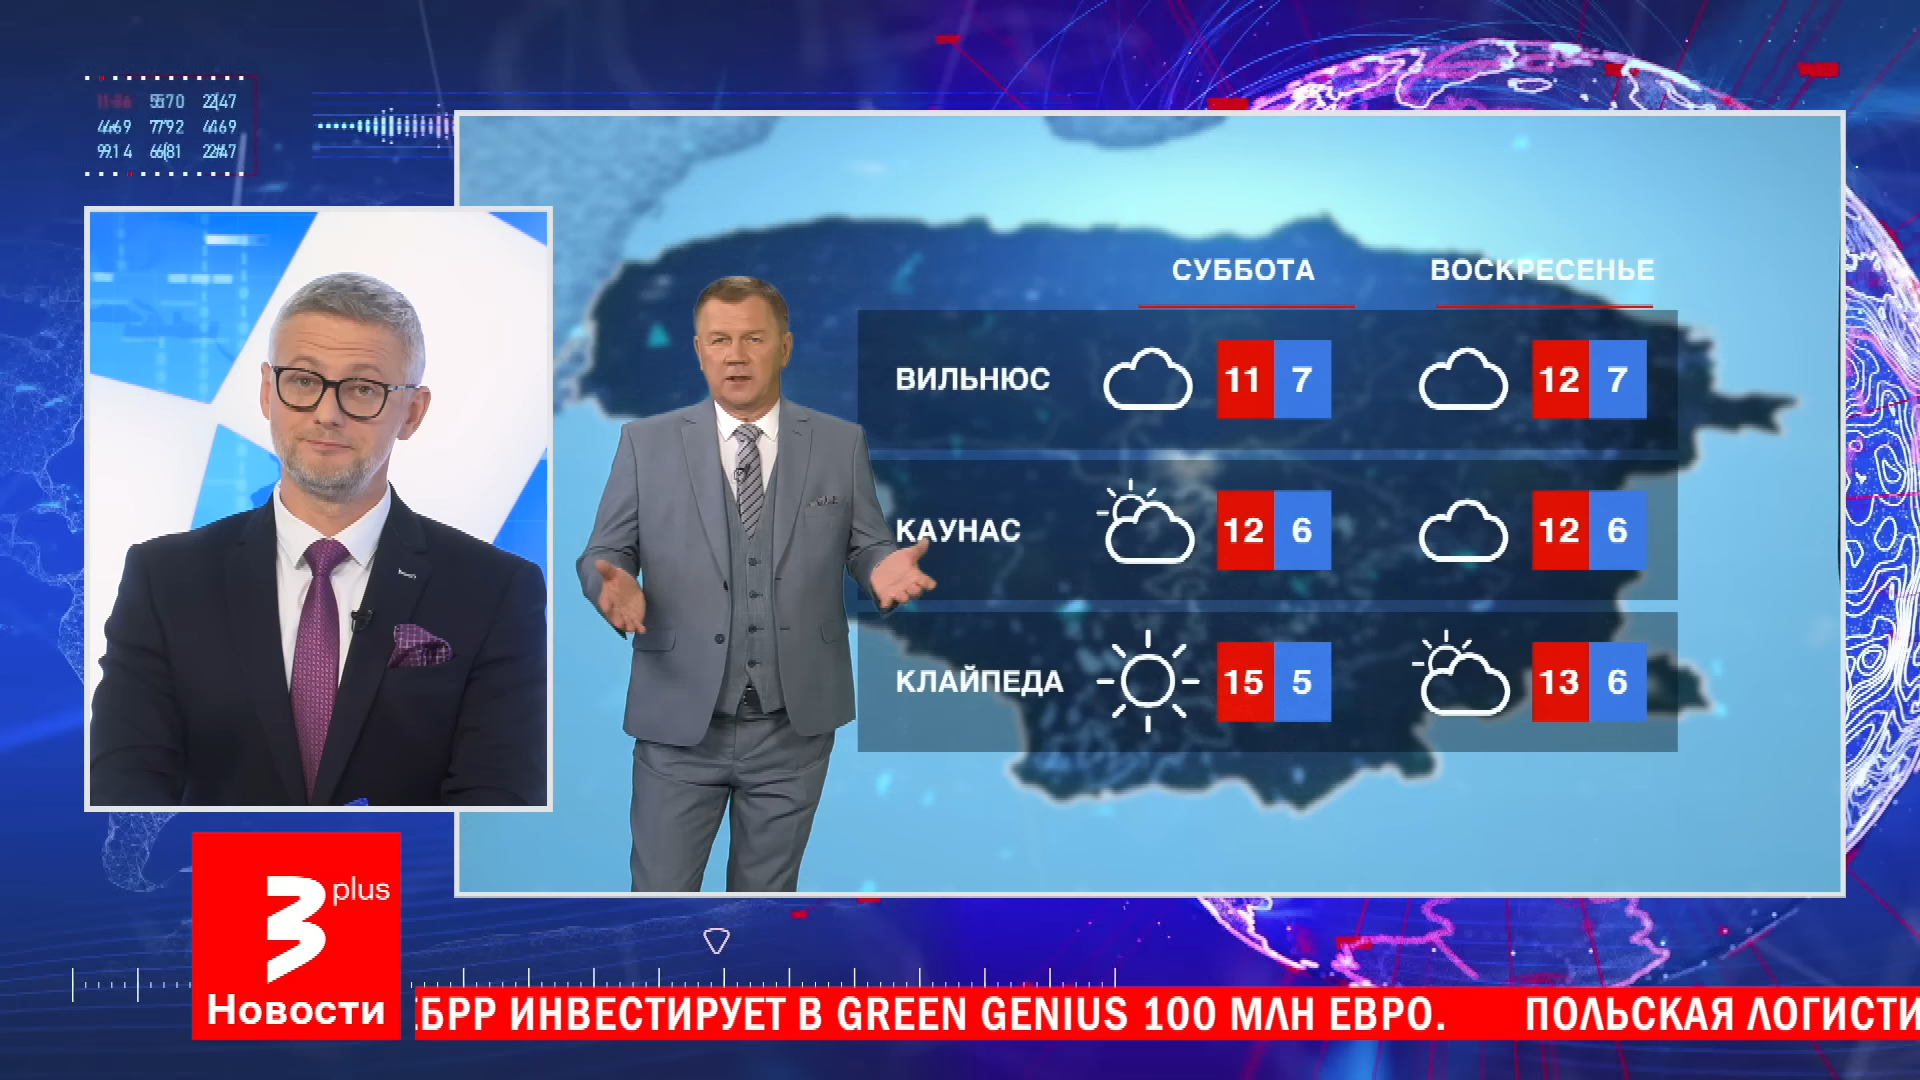 СУББОТА ВОСКРЕСЕНЬЕ
ВИЛЬНЮС 11 7 12 7
КАУНАС 12 6 12 6
КЛАЙПЕДА 15 5 13 6
3 plus
Новости
ЕБРР ИНВЕСТИРУЕТ В GREEN GENIUS 100 МЛН ЕВРО. ПОЛЬСКАЯ ЛОГИСТИ